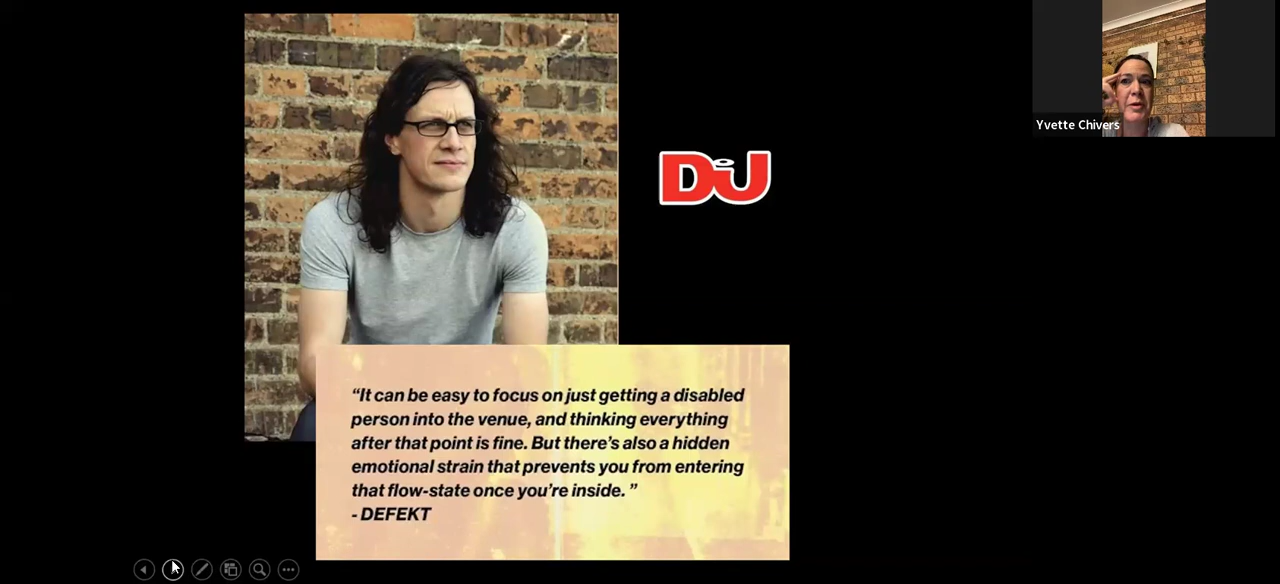 Yvette Chivers
DJ
“It can be easy to focus on just getting a disabled
person into the venue, and thinking everything
after that point is fine. But there’s also a hidden
emotional strain that prevents you from entering
that flow-state once you’re inside. ”
- DEFEKT